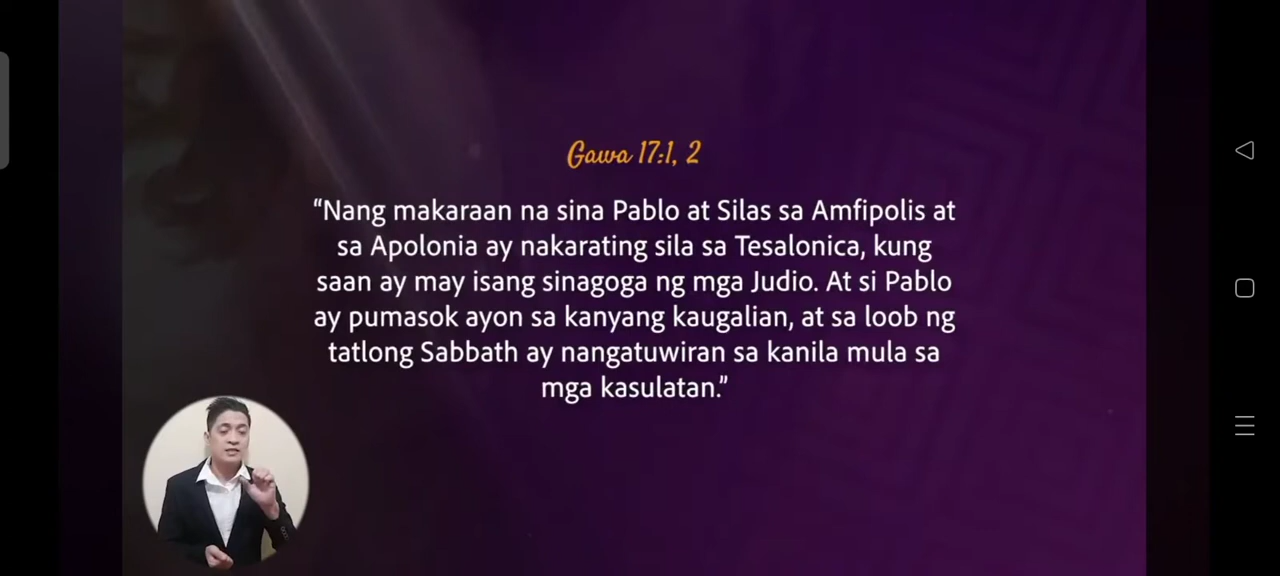 Gawa 17:1, 2
“Nang makaraan na sina Pablo at Silas sa Amfipolis at
sa Apolonia ay nakarating sila sa Tesalonica, kung
saan ay may isang sinagoga ng mga Judio. At si Pablo
ay pumasok ayon sa kanyang kaugalian, at sa loob ng
tatlong Sabbath ay nangatuwiran sa kanila mula sa
mga kasulatan.”